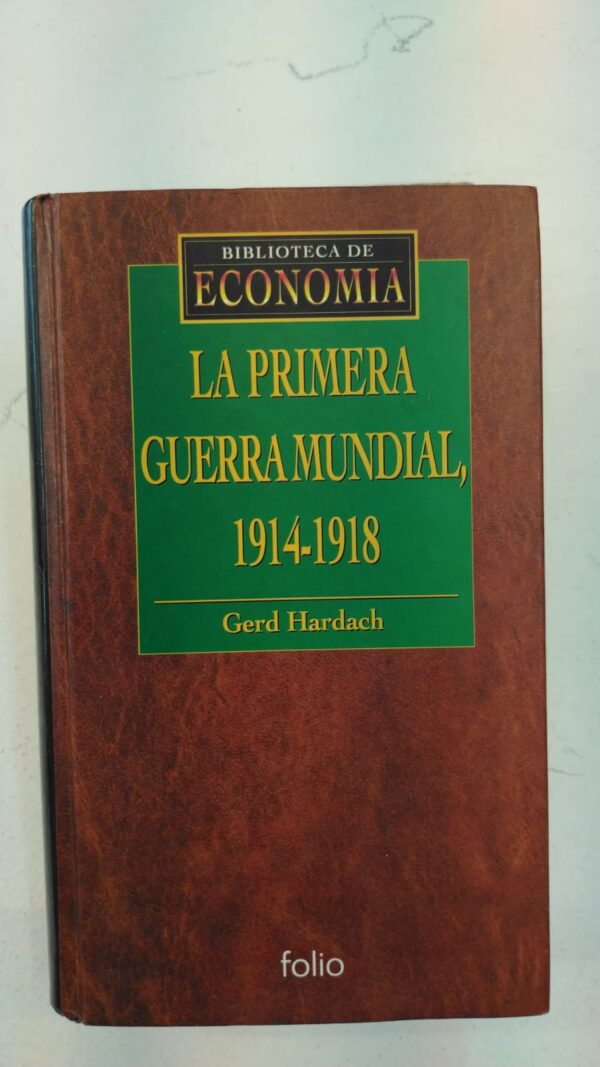 BIBLIOTECA DE
ECONOMIA
LA PRIMERA
GUERRA MUNDIAL,
1914-1918
Gerd Hardach
folio